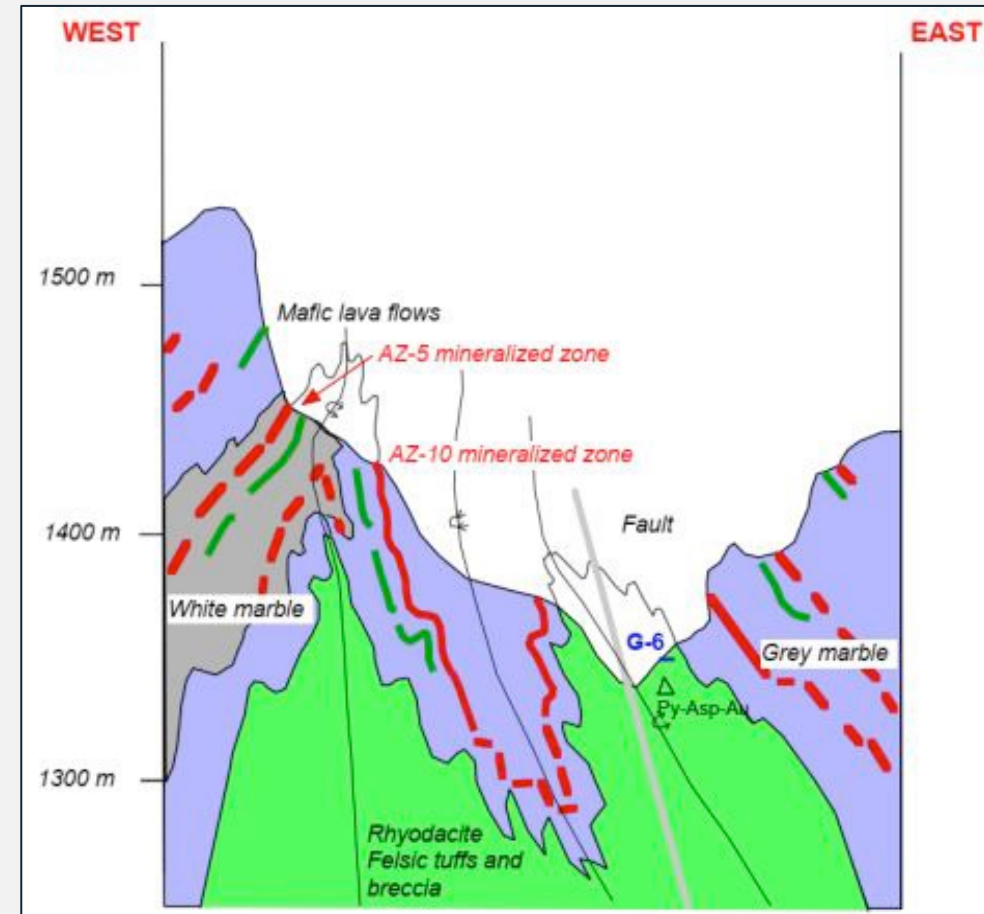 WEST
EAST
1500 m
Mafic lava flows
AZ-5 mineralized zone
AZ-10 mineralized zone
Fault
1400 m
White marble
G-6
Grey marble
Py-Asp-Au
1300 m
Rhyodacite
Felsic tuffs and
breccia